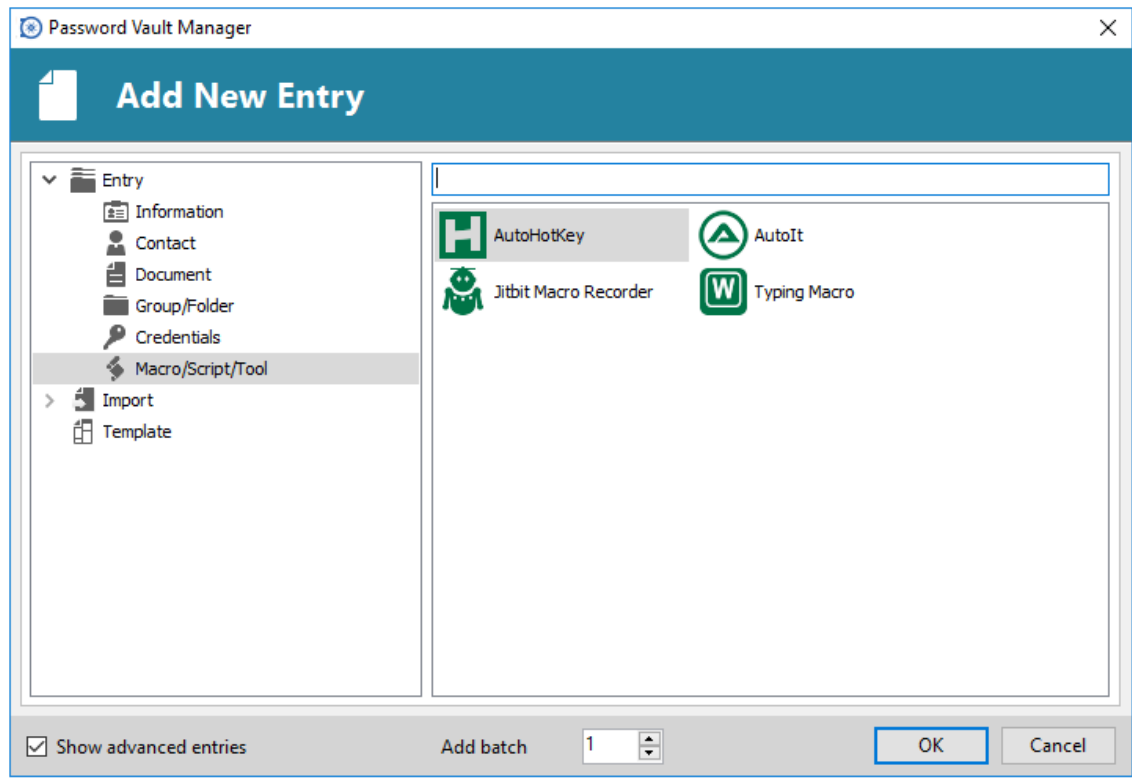 Password Vault Manager
Add New Entry
Entry
Information
Contact
Document
Group/Folder
Credentials
Macro/Script/Tool
Import
Template
AutoHotKey
AutoIt
Jitbit Macro Recorder
W
Typing Macro
Show advanced entries
Add batch
1
OK
Cancel